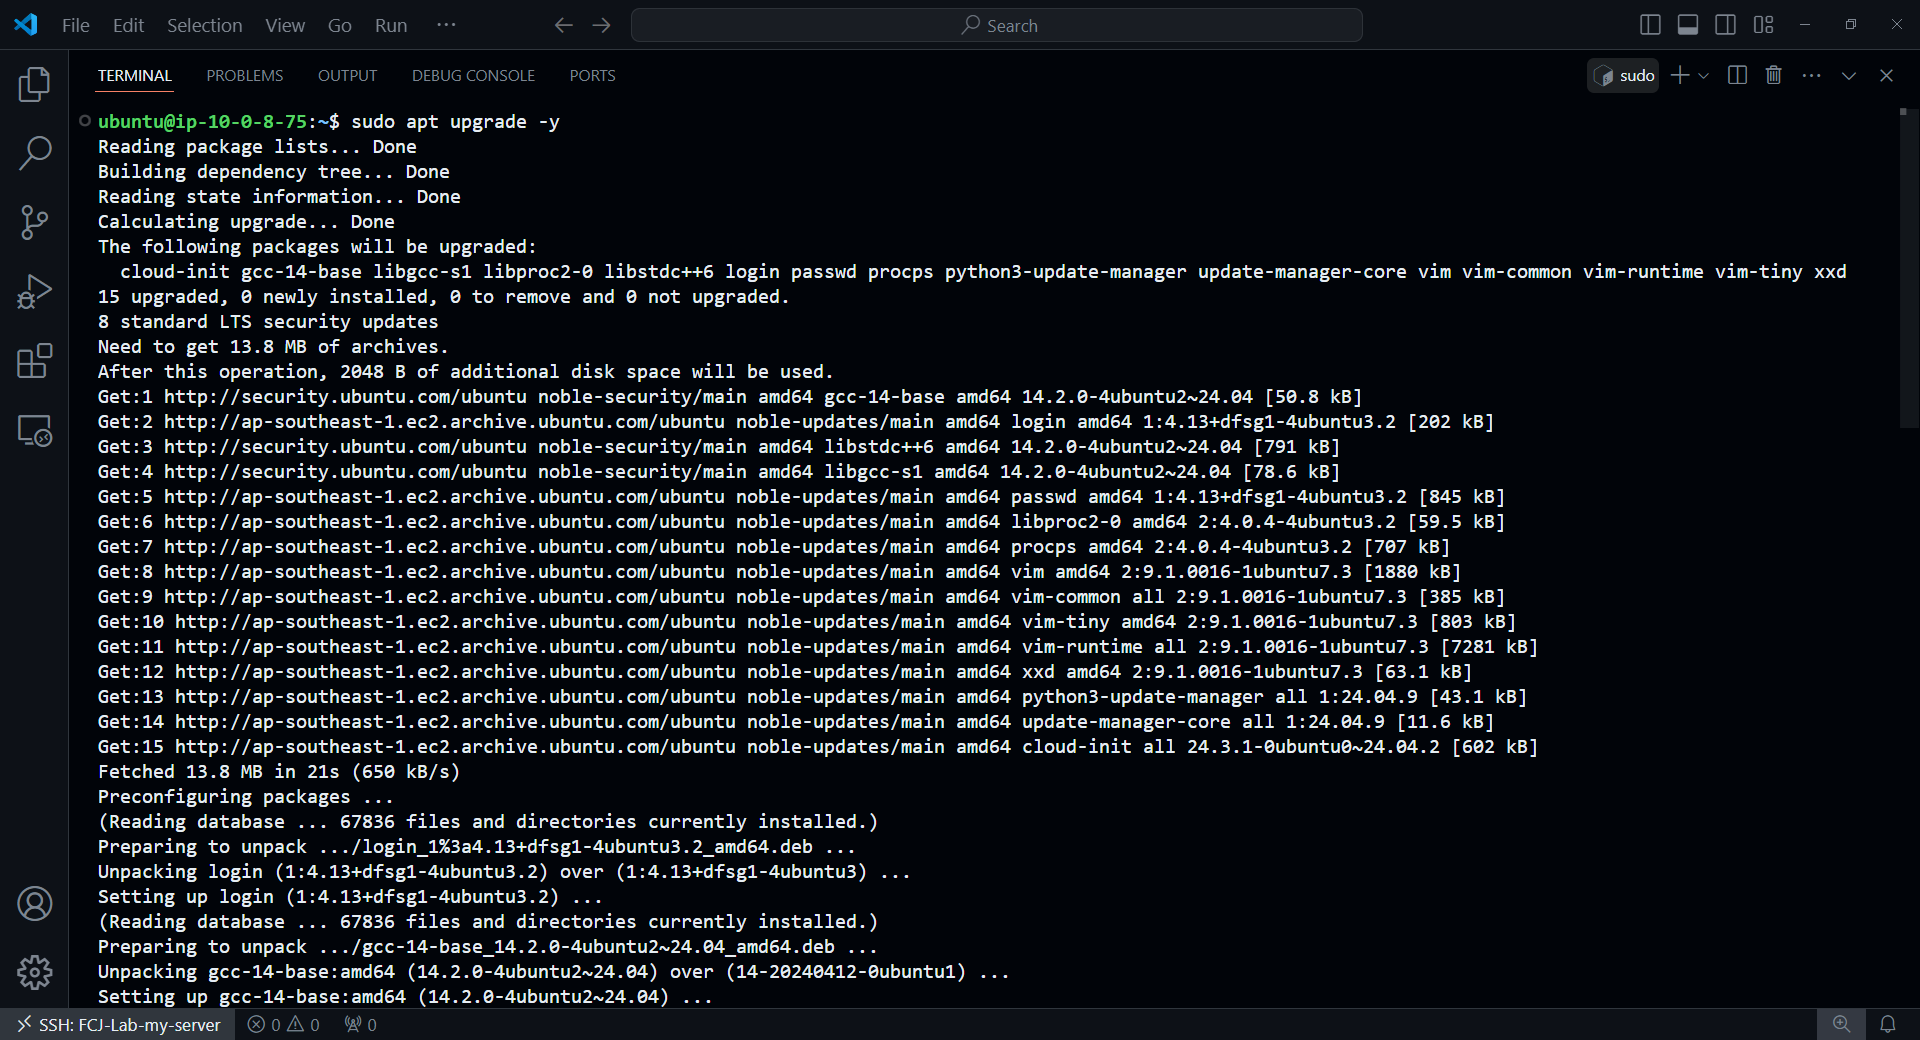 File Edit Selection View Go Run ··· Search
TERMINAL PROBLEMS OUTPUT DEBUG CONSOLE PORTS sudo
ubuntu@ip-10-0-8-75:~$ sudo apt upgrade -y
Reading package lists... Done
Building dependency tree... Done
Reading state information... Done
Calculating upgrade... Done
The following packages will be upgraded:
cloud-init gcc-14-base libgcc-s1 libproc2-0 libstdc++6 login passwd procps python3-update-manager update-manager-core vim vim-common vim-runtime vim-tiny xxd
15 upgraded, 0 newly installed, 0 to remove and 0 not upgraded.
8 standard LTS security updates
Need to get 13.8 MB of archives.
After this operation, 2048 B of additional disk space will be used.
Get:1 http://security.ubuntu.com/ubuntu noble-security/main amd64 gcc-14-base amd64 14.2.0-4ubuntu2~24.04 [50.8 kB]
Get:2 http://ap-southeast-1.ec2.archive.ubuntu.com/ubuntu noble-updates/main amd64 login amd64 1:4.13+dfsg1-4ubuntu3.2 [202 kB]
Get:3 http://security.ubuntu.com/ubuntu noble-security/main amd64 libstdc++6 amd64 14.2.0-4ubuntu2~24.04 [791 kB]
Get:4 http://security.ubuntu.com/ubuntu noble-security/main amd64 libgcc-s1 amd64 14.2.0-4ubuntu2~24.04 [78.6 kB]
Get:5 http://ap-southeast-1.ec2.archive.ubuntu.com/ubuntu noble-updates/main amd64 passwd amd64 1:4.13+dfsg1-4ubuntu3.2 [845 kB]
Get:6 http://ap-southeast-1.ec2.archive.ubuntu.com/ubuntu noble-updates/main amd64 libproc2-0 amd64 2:4.0.4-4ubuntu3.2 [59.5 kB]
Get:7 http://ap-southeast-1.ec2.archive.ubuntu.com/ubuntu noble-updates/main amd64 procps amd64 2:4.0.4-4ubuntu3.2 [707 kB]
Get:8 http://ap-southeast-1.ec2.archive.ubuntu.com/ubuntu noble-updates/main amd64 vim amd64 2:9.1.0016-1ubuntu7.3 [1880 kB]
Get:9 http://ap-southeast-1.ec2.archive.ubuntu.com/ubuntu noble-updates/main amd64 vim-common all 2:9.1.0016-1ubuntu7.3 [385 kB]
Get:10 http://ap-southeast-1.ec2.archive.ubuntu.com/ubuntu noble-updates/main amd64 vim-tiny amd64 2:9.1.0016-1ubuntu7.3 [803 kB]
Get:11 http://ap-southeast-1.ec2.archive.ubuntu.com/ubuntu noble-updates/main amd64 vim-runtime all 2:9.1.0016-1ubuntu7.3 [7281 kB]
Get:12 http://ap-southeast-1.ec2.archive.ubuntu.com/ubuntu noble-updates/main amd64 xxd amd64 2:9.1.0016-1ubuntu7.3 [63.1 kB]
Get:13 http://ap-southeast-1.ec2.archive.ubuntu.com/ubuntu noble-updates/main amd64 python3-update-manager all 1:24.04.9 [43.1 kB]
Get:14 http://ap-southeast-1.ec2.archive.ubuntu.com/ubuntu noble-updates/main amd64 update-manager-core all 1:24.04.9 [11.6 kB]
Get:15 http://ap-southeast-1.ec2.archive.ubuntu.com/ubuntu noble-updates/main amd64 cloud-init all 24.3.1-0ubuntu0~24.04.2 [602 kB]
Fetched 13.8 MB in 21s (650 kB/s)
Preconfiguring packages ...
(Reading database ... 67836 files and directories currently installed.)
Preparing to unpack .../login_1%3a4.13+dfsg1-4ubuntu3.2_amd64.deb ...
Unpacking login (1:4.13+dfsg1-4ubuntu3.2) over (1:4.13+dfsg1-4ubuntu3) ...
Setting up login (1:4.13+dfsg1-4ubuntu3.2) ...
(Reading database ... 67836 files and directories currently installed.)
Preparing to unpack .../gcc-14-base_14.2.0-4ubuntu2~24.04_amd64.deb ...
Unpacking gcc-14-base:amd64 (14.2.0-4ubuntu2~24.04) over (14-20240412-0ubuntu1) ...
Setting up gcc-14-base:amd64 (14.2.0-4ubuntu2~24.04) ...
SSH: FCJ-Lab-my-server 0 0 0